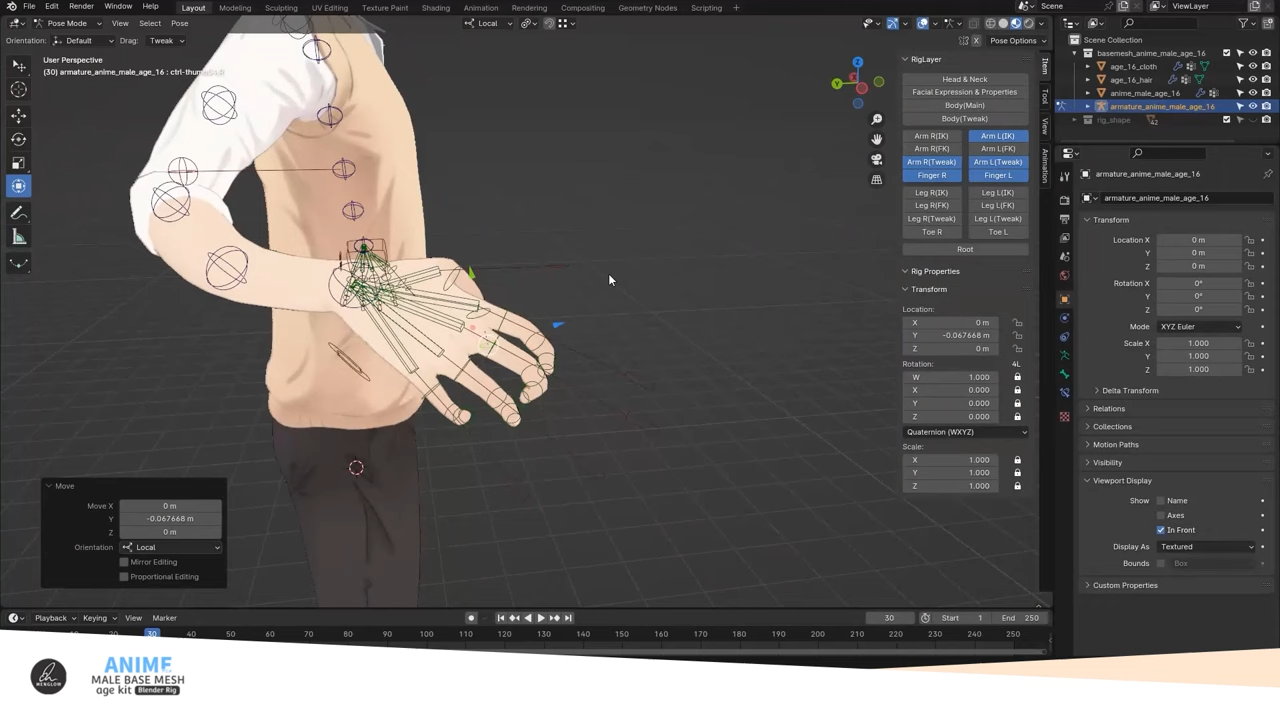 File Edit Render Window Help Layout Modeling Sculpting UV Editing Texture Paint Shading Animation Rendering Compositing Geometry Nodes Scripting + Scene ViewLayer
Pose Mode View Select Pose Local
Orientation: Default Drag: Tweak Pose Options
User Perspective
(30) armature_anime_male_age_16 : ctrl-thumb
RigLayer
Head & Neck
Facial Expression & Properties
Body(Main)
Body(Tweak)
Arm R(IK) Arm L(IK)
Arm R(FK) Arm L(FK)
Arm R(Tweak) Arm L(Tweak)
Finger R Finger L
Leg R(IK) Leg L(IK)
Leg R(FK) Leg L(FK)
Leg R(Tweak) Leg L(Tweak)
Toe R Toe L
Root
Rig Properties
Transform
Location:
X 0 m
Y -0.067668 m
Z 0 m
Rotation: 4L
W 1.000
X 0.000
Y 0.000
Z 0.000
Quaternion (WXYZ)
Scale:
X 1.000
Y 1.000
Z 1.000
Item
Tool
View
Animation
Scene Collection
basemesh_anime_male_age_16
age_16_cloth
age_16_hair
anime_male_age_16
armature_anime_male_age_16
rig_shape
42
armature_anime_male_age_16
armature_anime_male_age_16
Transform
Location X 0 m
Y 0 m
Z 0 m
Rotation X 0°
Y 0°
Z 0°
Mode XYZ Euler
Scale X 1.000
Y 1.000
Z 1.000
Delta Transform
Relations
Collections
Motion Paths
Visibility
Viewport Display
Show Name
Axes
In Front
Display As Textured
Bounds Box
Custom Properties
Move
Move X 0 m
Y -0.067668 m
Z 0 m
Orientation Local
Mirror Editing
Proportional Editing
Playback Keying View Marker 30 Start 1 End 250
20 30 40 50 60 70 80 90 100 110 120 130 140 150 160 170 180 190 200 210 220 230 240 250
MENGLOW
ANIME
MALE BASE MESH
age kit Blender Rig